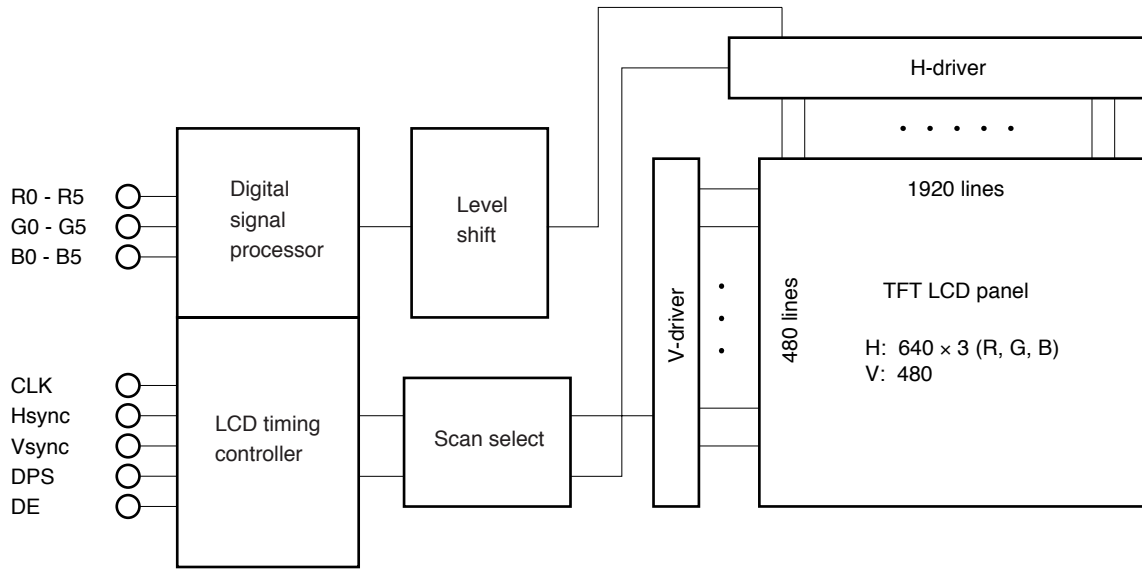 H-driver
R0 - R5
G0 - G5
B0 - B5
Digital
signal
processor
Level
shift
1920 lines
TFT LCD panel
H: 640 × 3 (R, G, B)
V: 480
480 lines
V-driver
CLK
Hsync
Vsync
DPS
DE
LCD timing
controller
Scan select